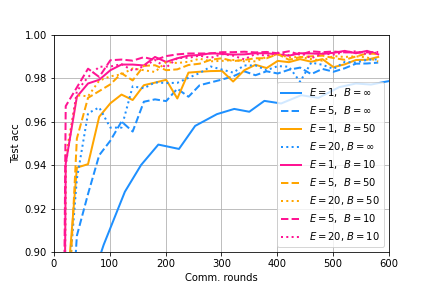 1.00
0.98
0.96
0.94
0.92
0.90
Test acc
E = 1, B = ∞
E = 5, B = ∞
E = 1, B = 50
E = 20, B = ∞
E = 1, B = 10
E = 5, B = 50
E = 20, B = 50
E = 5, B = 10
E = 20, B = 10
0 100 200 300 400 500 600
Comm. rounds